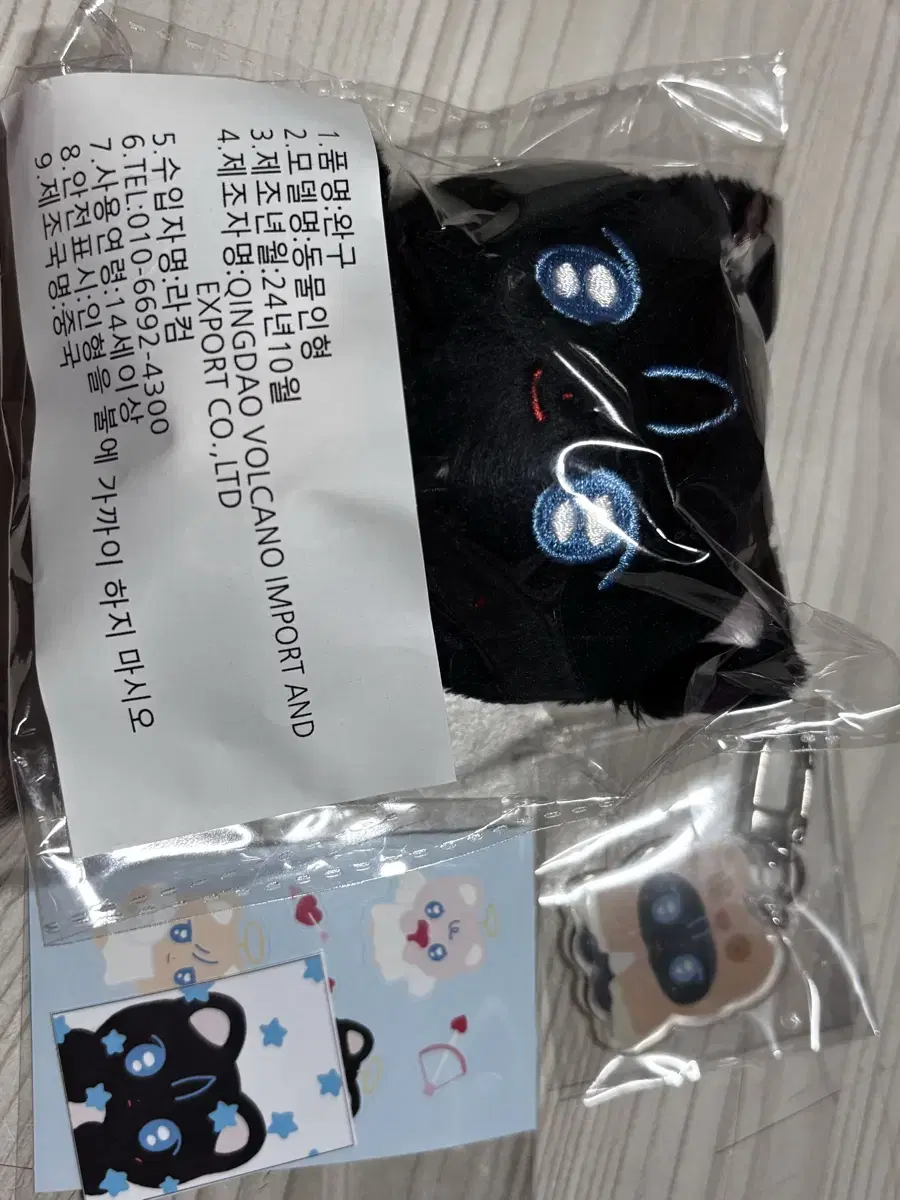 1.품명:완구
2.모델명:동물인형
3.제조년월:24년10월
4.제조자명:QINGDAO VOLCANO IMPORT AND
EXPORT CO.,LTD
5.수입자명:라컴
6.TEL:010-6692-4300
7.사용연령:14세이상
8.안전표시:인형을 불에 가까이 하지 마시오
9.제조국명:중국